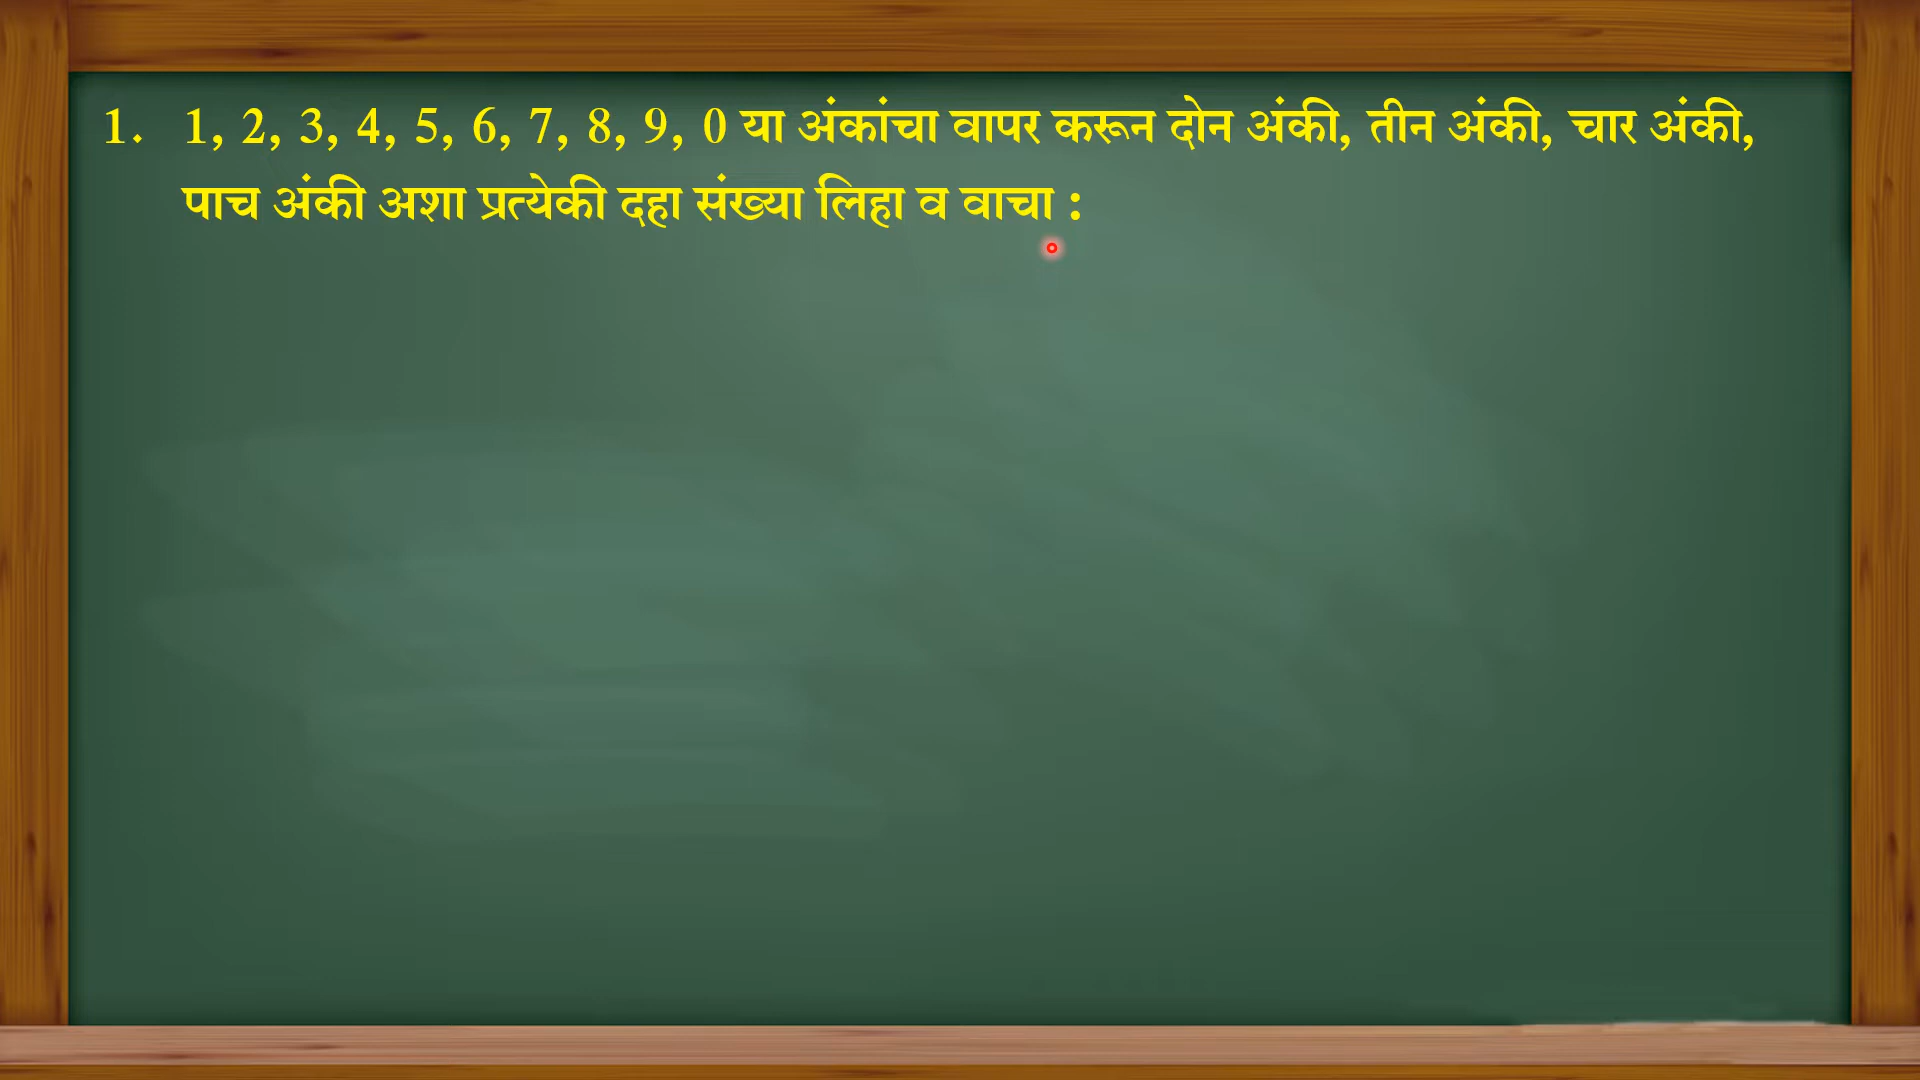 1. 1, 2, 3, 4, 5, 6, 7, 8, 9, 0 या अंकांचा वापर करून दोन अंकी, तीन अंकी, चार अंकी,
पाच अंकी अशा प्रत्येकी दहा संख्या लिहा व वाचा :